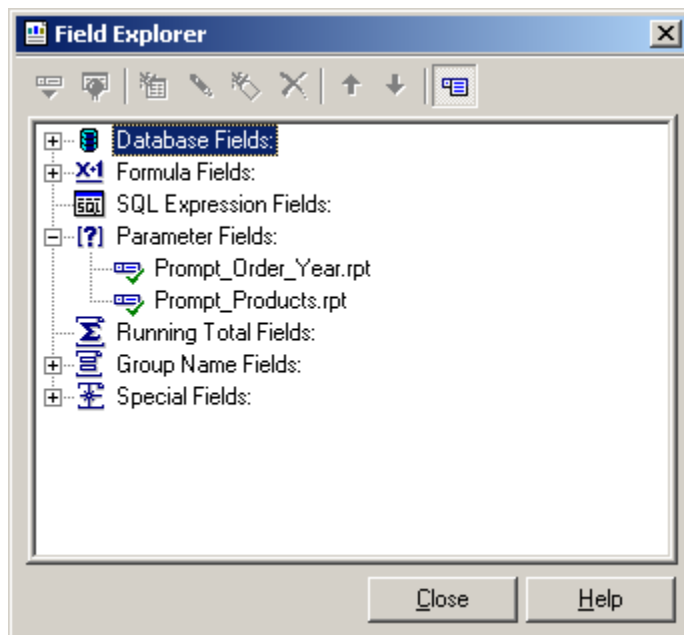 Field Explorer
Database Fields:
X+1 Formula Fields:
SQL SQL Expression Fields:
[?] Parameter Fields:
Prompt_Order_Year.rpt
Prompt_Products.rpt
Σ Running Total Fields:
Group Name Fields:
Special Fields:
Close Help